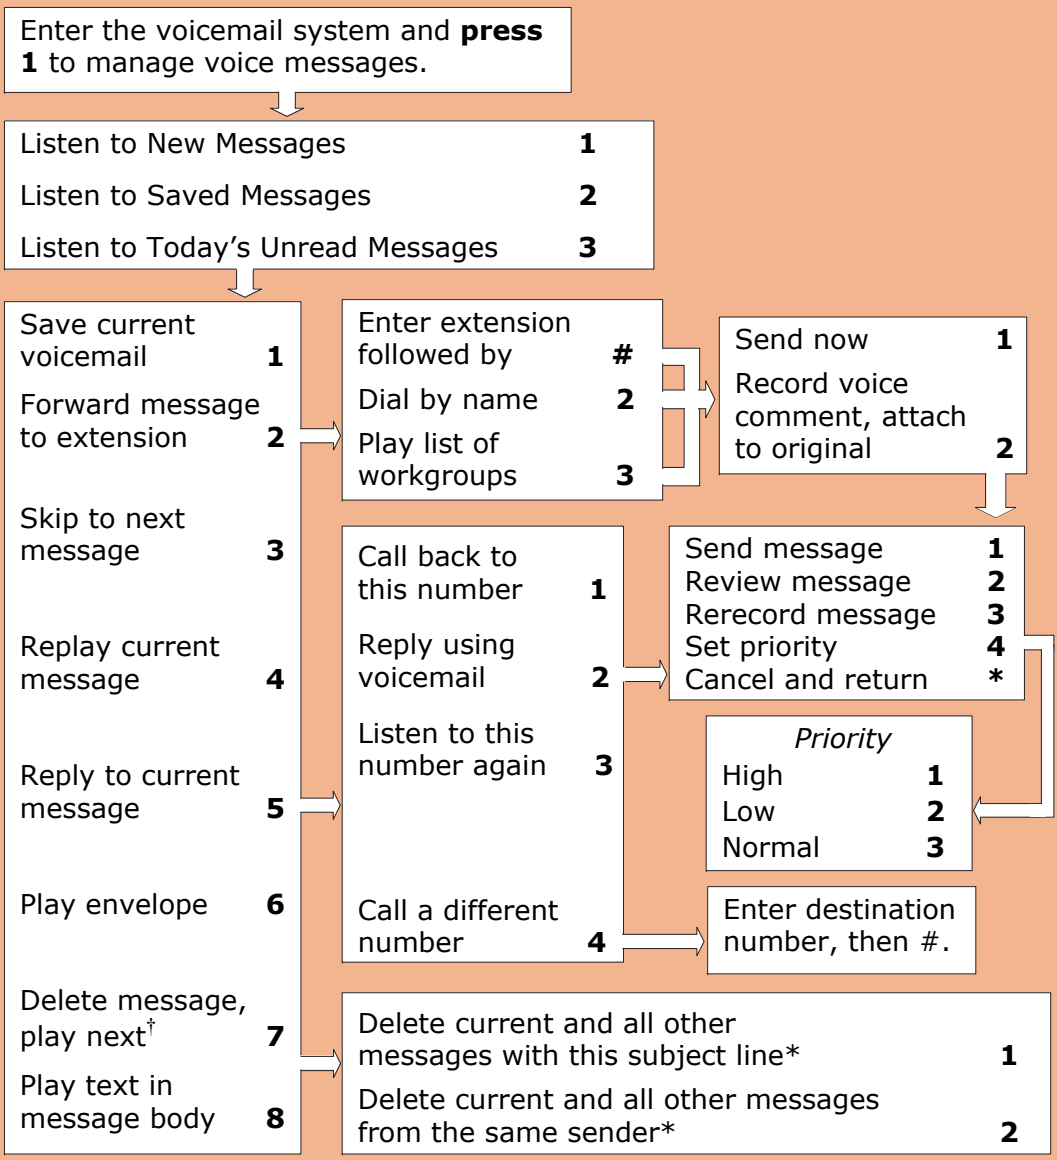 Enter the voicemail system and press
1 to manage voice messages.
Listen to New Messages 1
Listen to Saved Messages 2
Listen to Today's Unread Messages 3
Save current
voicemail 1
Forward message
to extension 2
Skip to next
message 3
Replay current
message 4
Reply to current
message 5
Play envelope 6
Delete message,
play next† 7
Play text in
message body 8
Enter extension
followed by #
Dial by name 2
Play list of
workgroups 3
Send now 1
Record voice
comment, attach
to original 2
Call back to
this number 1
Reply using
voicemail 2
Listen to this
number again 3
Call a different
number 4
Send message 1
Review message 2
Rerecord message 3
Set priority 4
Cancel and return *
Priority
High 1
Low 2
Normal 3
Enter destination
number, then #.
Delete current and all other
messages with this subject line* 1
Delete current and all other messages
from the same sender* 2